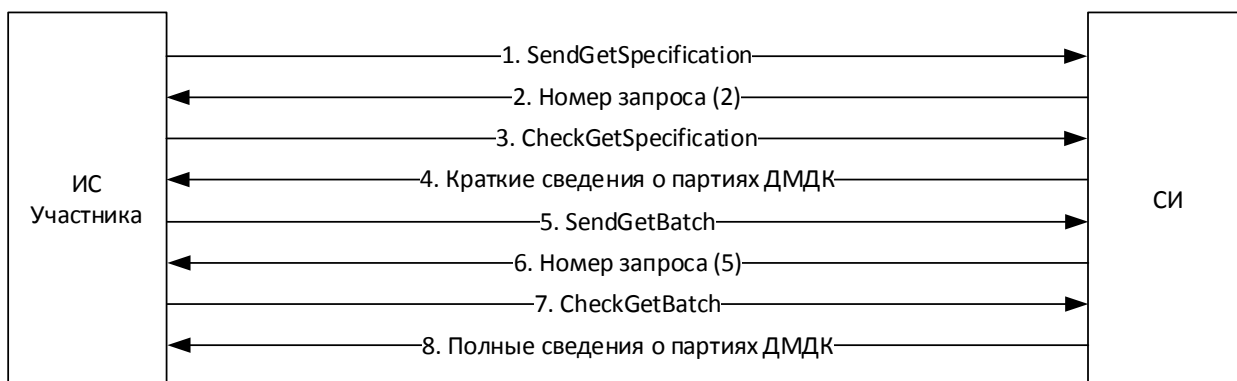 1. SendGetSpecification
2. Номер запроса (2)
3. CheckGetSpecification
4. Краткие сведения о партиях ДМДК
5. SendGetBatch
6. Номер запроса (5)
7. CheckGetBatch
8. Полные сведения о партиях ДМДК
ИС
Участника
СИ